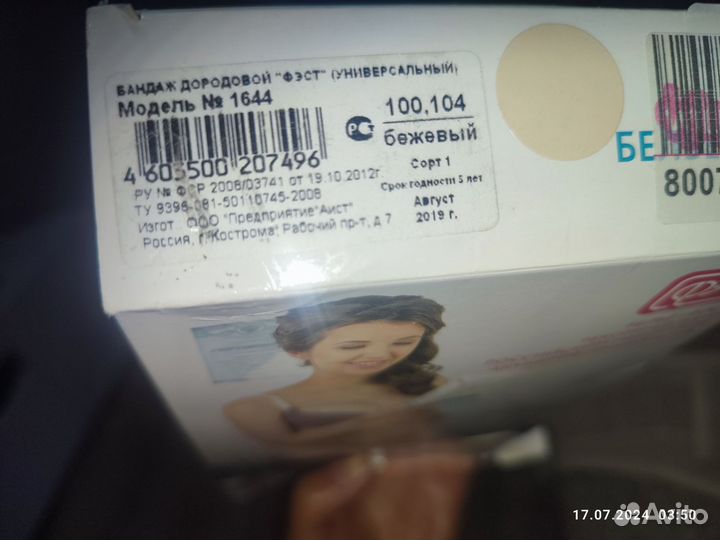 БАНДАЖ ДОРОДОВОЙ "ФЭСТ" (УНИВЕРСАЛЬНЫЙ)
Модель № 1644
100,104
бежевый
4 603500 207496
Сорт 1
РУ № ФСР 2008/03741 от 19.10.2012г
Срок годности 5 лет
ТУ 9396-081-50110745-2008
Август
2019 г.
Изгот. ООО "Предприятие"Аист"
Россия, г.Кострома, Рабочий пр-т, д.7
БЕ
8007
17.07.2024 03:50
Avito